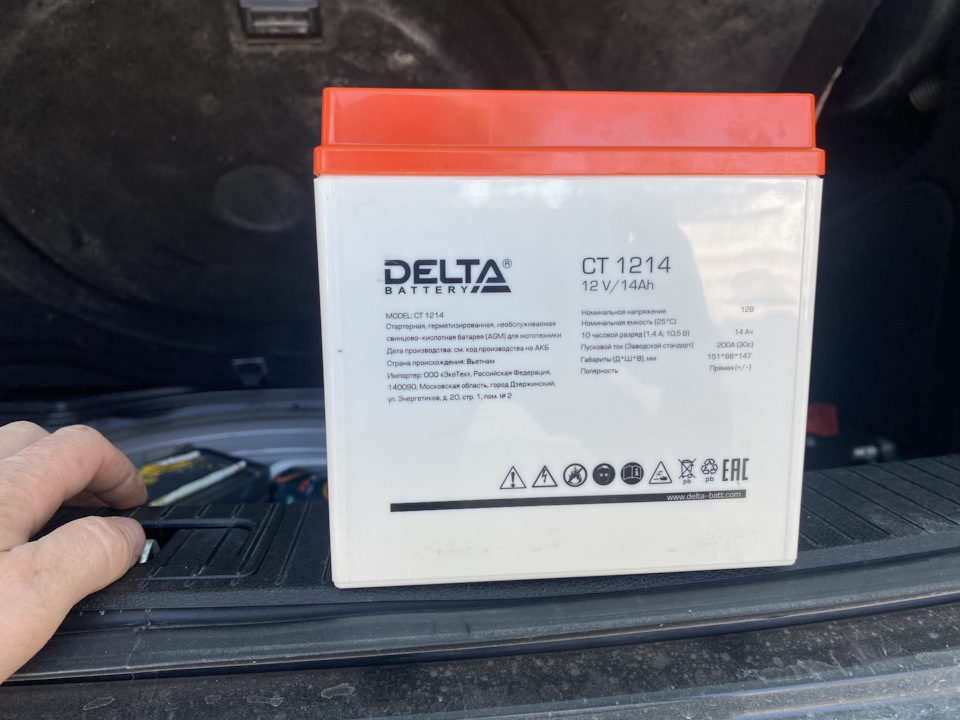 DELTA®
BATTERY
CT 1214
12 V/14Ah
MODEL: CT 1214
Стартерная, герметизированная, необслуживаемая
свинцово-кислотная батарея (AGM) для мототехники
Дата производства: см. код производства на АКБ
Страна происхождения: Вьетнам
Импортер: ООО «ЭкоТек», Российская Федерация,
140090, Московская область, город Дзержинский,
ул. Энергетиков, д. 20, стр. 1, пом. № 2
Номинальное напряжение 12В
Номинальная емкость (25°С)
10 часовой разряд (1,4 А; 10,5 В) 14 Ач
Пусковой ток (Заводской стандарт) 200А (30с)
Габариты (Д*Ш*В), мм 151*88*147
Полярность Прямая (+/-)
pb pb EAC
www.delta-batt.com